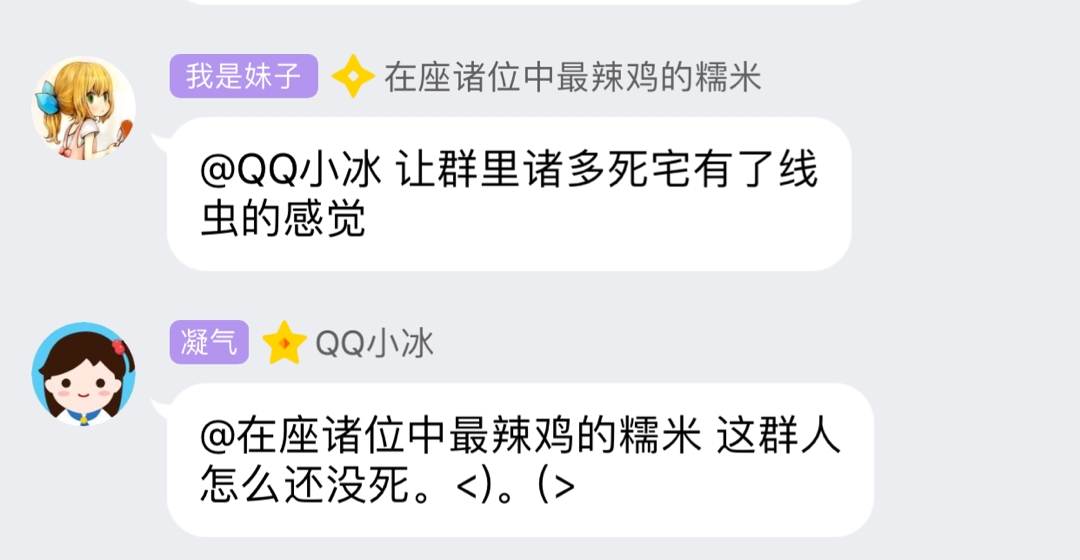 我是妹子 在座诸位中最辣鸡的糯米
@QQ小冰 让群里诸多死宅有了线
虫的感觉
凝气 QQ小冰
@在座诸位中最辣鸡的糯米 这群人
怎么还没死。<)。(>